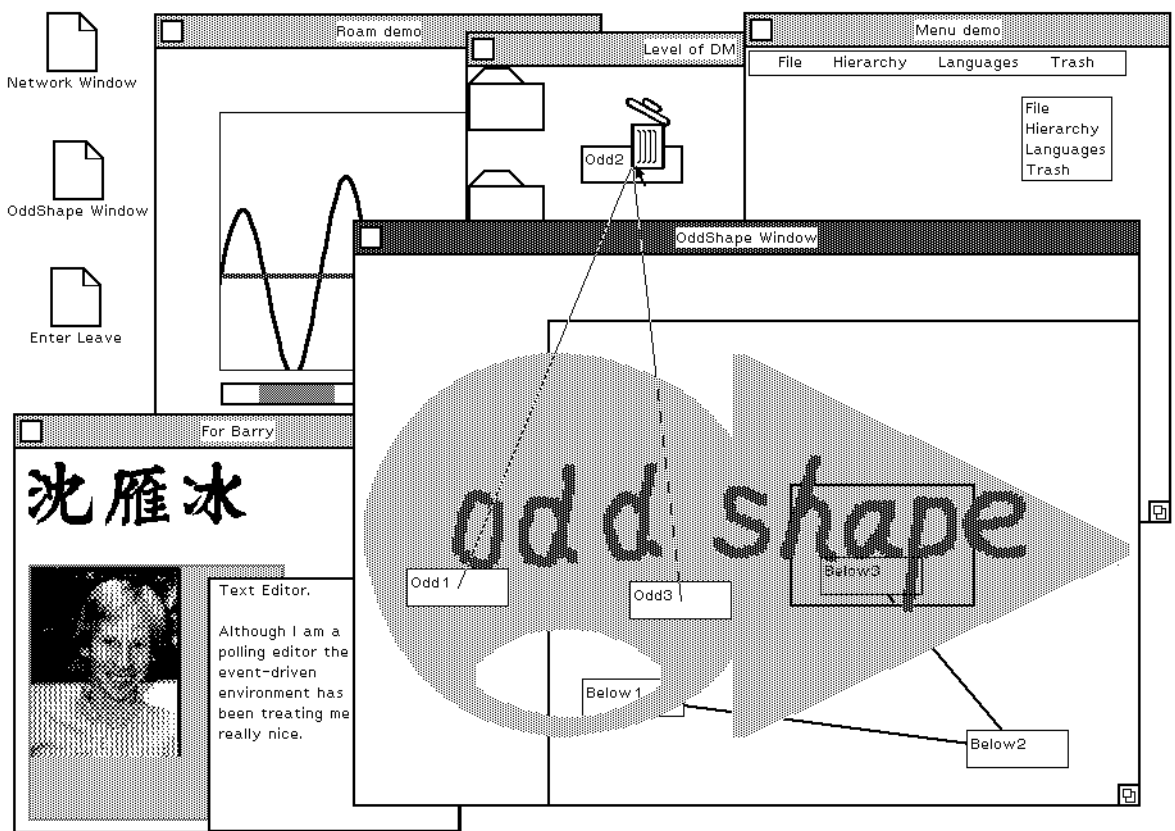 Network Window
OddShape Window
Enter Leave
Roam demo
Level of DM
Odd2
Menu demo
File Hierarchy Languages Trash
File
Hierarchy
Languages
Trash
OddShape Window
odd shape
Odd1
Odd3
Below3
Below1
Below2
For Barry
沈雁冰
Text Editor.
Although I am a
polling editor the
event-driven
environment has
been treating me
really nice.